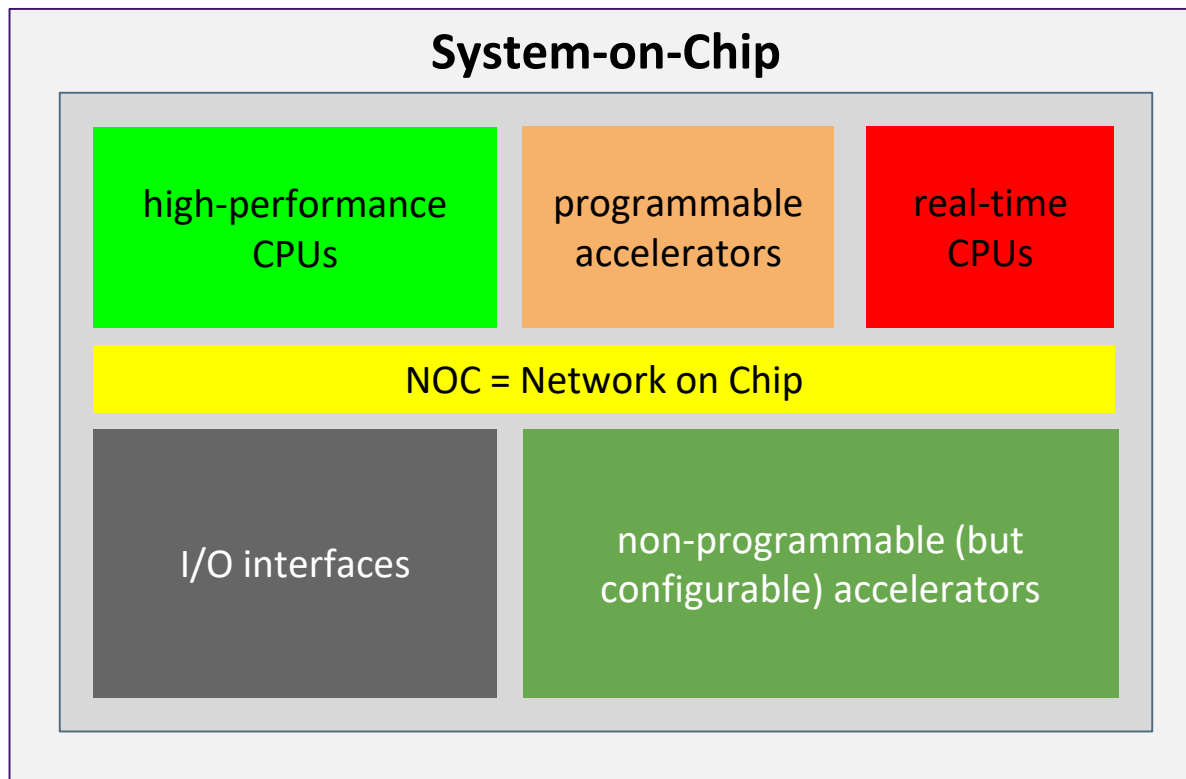 System-on-Chip
high-performance
CPUs
programmable
accelerators
real-time
CPUs
NOC = Network on Chip
I/O interfaces
non-programmable (but
configurable) accelerators